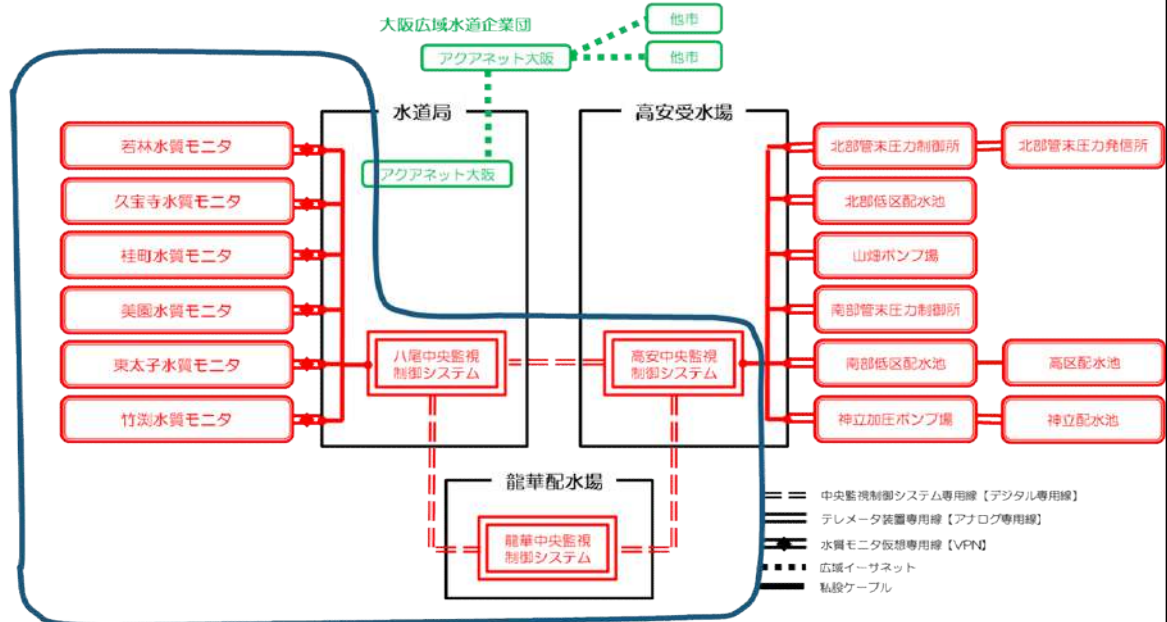 大阪広域水道企業団
他市
アクアネット大阪
他市
水道局
高安受水場
若林水質モニタ
北部管末圧力制御所
北部管末圧力発信所
アクアネット大阪
久宝寺水質モニタ
北部低区配水池
桂町水質モニタ
山畑ポンプ場
美園水質モニタ
南部管末圧力制御所
東太子水質モニタ
八尾中央監視
制御システム
高安中央監視
制御システム
南部低区配水池
高区配水池
竹渕水質モニタ
神立加圧ポンプ場
神立配水池
龍華配水場
龍華中央監視
制御システム
中央監視制御システム専用線【デジタル専用線】
テレメータ装置専用線【アナログ専用線】
水質モニタ仮想専用線【VPN】
広域イーサネット
私設ケーブル